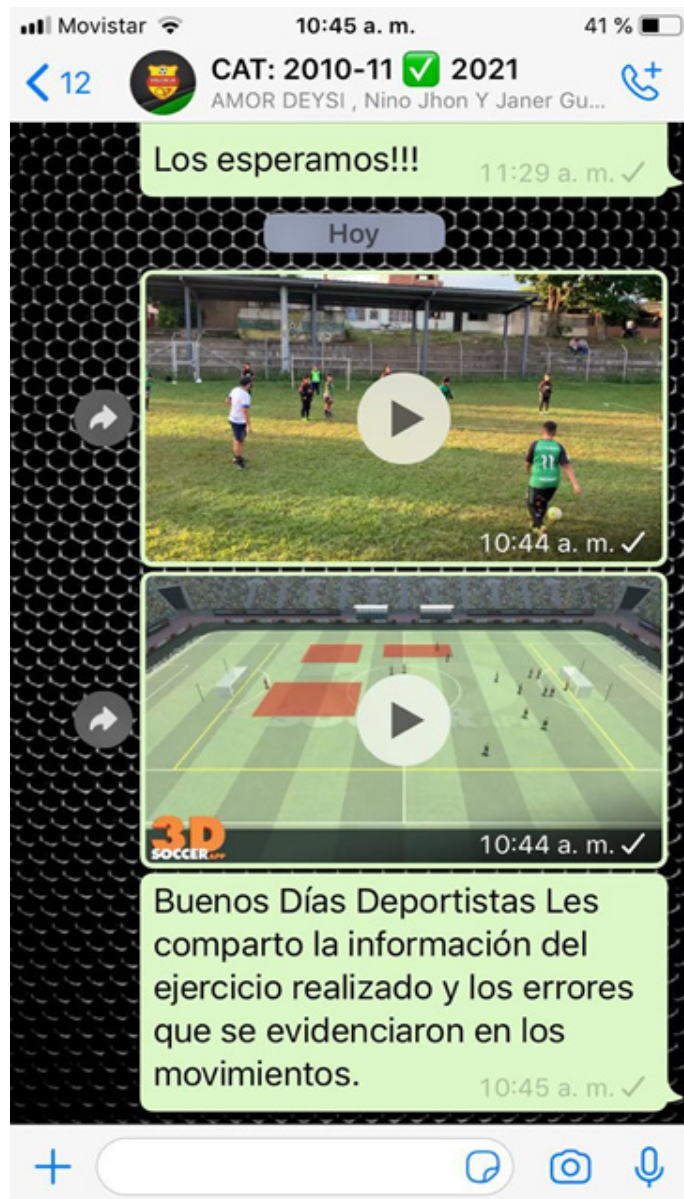 Movistar 10:45 a. m. 41 %
12 CAT: 2010-11 ✅ 2021
AMOR DEYSI , Nino Jhon Y Janer Gu...
Los esperamos!!!
11:29 a. m.
Hoy
11
10:44 a. m.
3D
SOCCER APP
10:44 a. m.
Buenos Días Deportistas Les
comparto la información del
ejercicio realizado y los errores
que se evidenciaron en los
movimientos.
10:45 a. m.